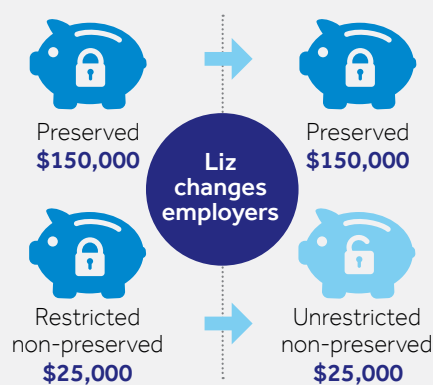 Preserved
$150,000
Preserved
$150,000
Liz
changes
employers
Restricted
non-preserved
$25,000
Unrestricted
non-preserved
$25,000